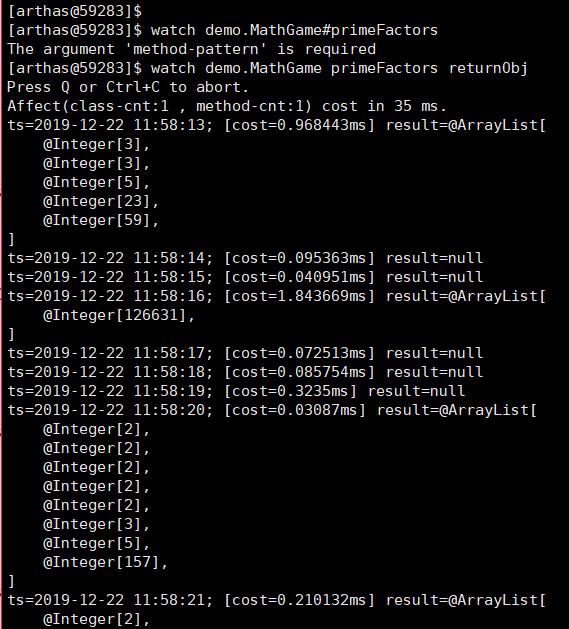 [arthas@59283]$
[arthas@59283]$ watch demo.MathGame#primeFactors
The argument 'method-pattern' is required
[arthas@59283]$ watch demo.MathGame primeFactors returnObj
Press Q or Ctrl+C to abort.
Affect(class-cnt:1 , method-cnt:1) cost in 35 ms.
ts=2019-12-22 11:58:13; [cost=0.968443ms] result=@ArrayList[
    @Integer[3],
    @Integer[3],
    @Integer[5],
    @Integer[23],
    @Integer[59],
]
ts=2019-12-22 11:58:14; [cost=0.095363ms] result=null
ts=2019-12-22 11:58:15; [cost=0.040951ms] result=null
ts=2019-12-22 11:58:16; [cost=1.843669ms] result=@ArrayList[
    @Integer[126631],
]
ts=2019-12-22 11:58:17; [cost=0.072513ms] result=null
ts=2019-12-22 11:58:18; [cost=0.085754ms] result=null
ts=2019-12-22 11:58:19; [cost=0.3235ms] result=null
ts=2019-12-22 11:58:20; [cost=0.03087ms] result=@ArrayList[
    @Integer[2],
    @Integer[2],
    @Integer[2],
    @Integer[2],
    @Integer[2],
    @Integer[3],
    @Integer[5],
    @Integer[157],
]
ts=2019-12-22 11:58:21; [cost=0.210132ms] result=@ArrayList[
    @Integer[2],